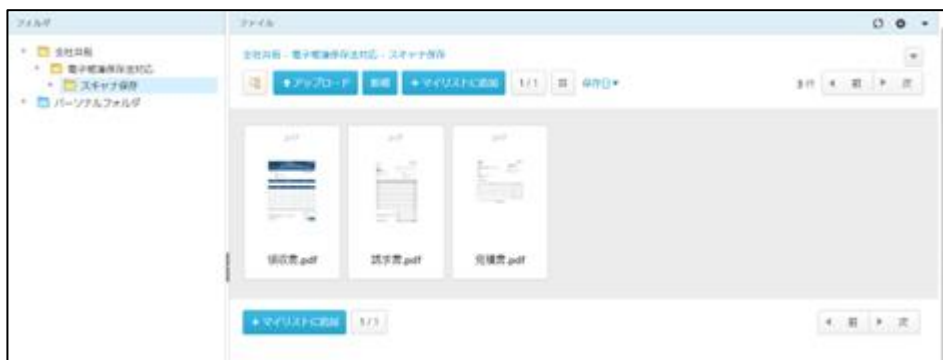 フォルダ
全社共有
電子帳簿保存法対応
スキャナ保存
パーソナルフォルダ
ファイル
全社共有 - 電子帳簿保存法対応 - スキャナ保存
アップロード 新規 +マイリストに追加 1 / 1 保存日▼
3 件 前 次
pdf pdf pdf
領収書.pdf 請求書.pdf 見積書.pdf
+マイリストに追加 1 / 1
前 次